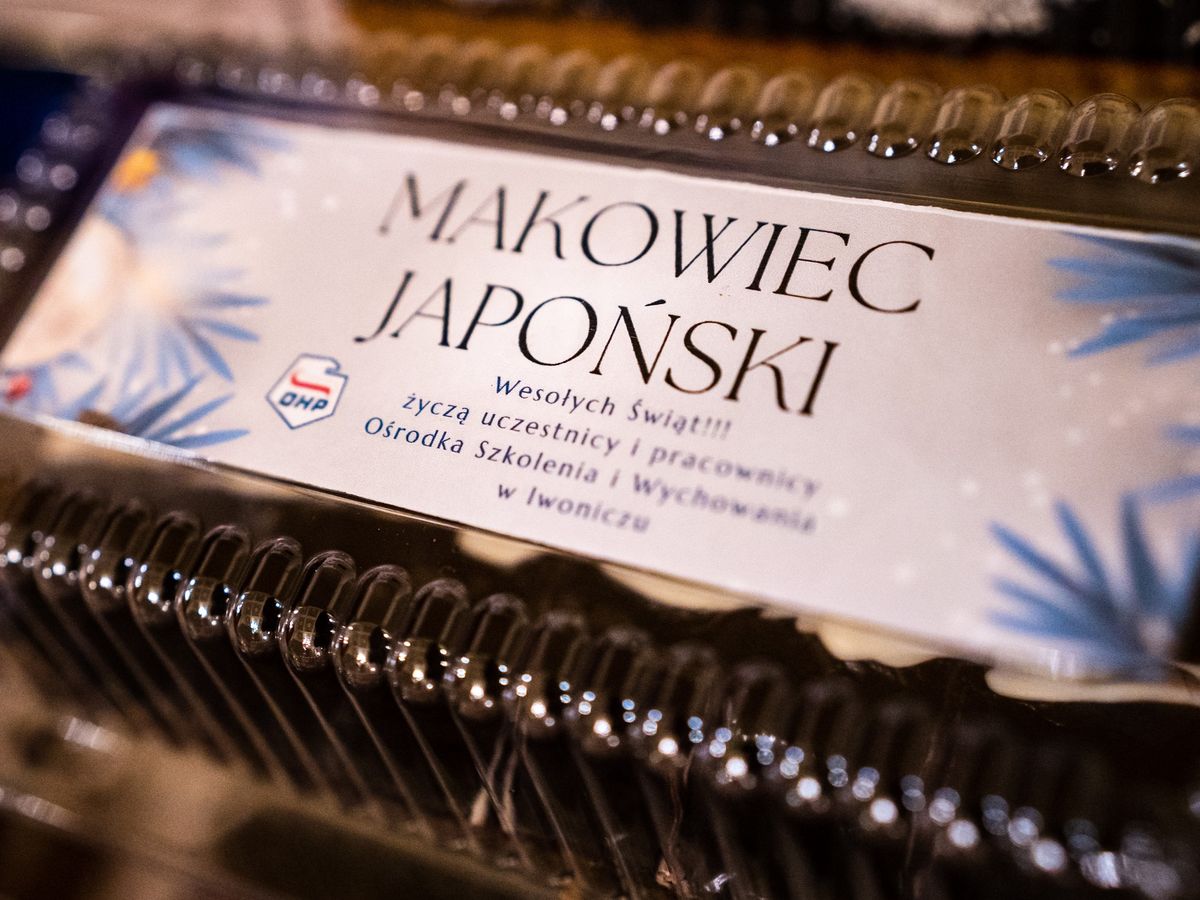 MAKOWIEC
JAPOŃSKI
Wesołych Świąt!!!
życzą uczestnicy i pracownicy
Ośrodka Szkolenia i Wychowania
w Iwoniczu
OHP